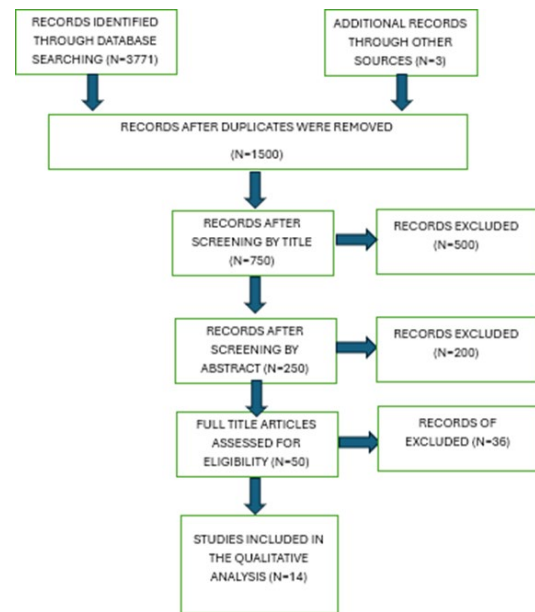 RECORDS IDENTIFIED
THROUGH DATABASE
SEARCHING (N=3771)
ADDITIONAL RECORDS
THROUGH OTHER
SOURCES (N=3)
RECORDS AFTER DUPLICATES WERE REMOVED
(N=1500)
RECORDS AFTER
SCREENING BY TITLE
(N=750)
RECORDS EXCLUDED
(N=500)
RECORDS AFTER
SCREENING BY
ABSTRACT (N=250)
RECORDS EXCLUDED
(N=200)
FULL TITLE ARTICLES
ASSESSED FOR
ELIGIBILITY (N=50)
RECORDS OF
EXCLUDED (N=36)
STUDIES INCLUDED IN
THE QUALITATIVE
ANALYSIS (N=14)